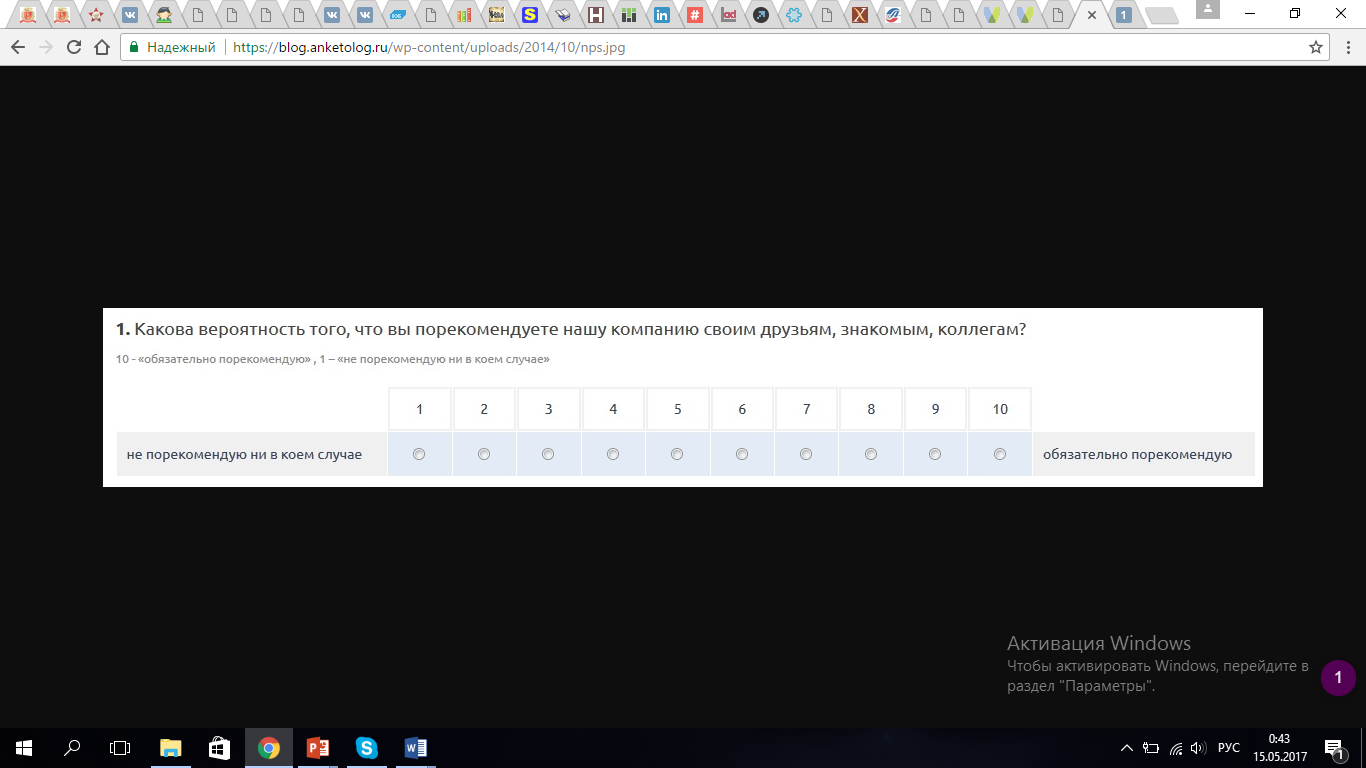 Надежный
https://blog.anketolog.ru/wp-content/uploads/2014/10/nps.jpg
1. Какова вероятность того, что вы порекомендуете нашу компанию своим друзьям, знакомым, коллегам?
10 - «обязательно порекомендую» , 1 – «не порекомендую ни в коем случае»
1 2 3 4 5 6 7 8 9 10
не порекомендую ни в коем случае обязательно порекомендую
Активация Windows
Чтобы активировать Windows, перейдите в
раздел "Параметры".
1
РУС
0:43
15.05.2017
1